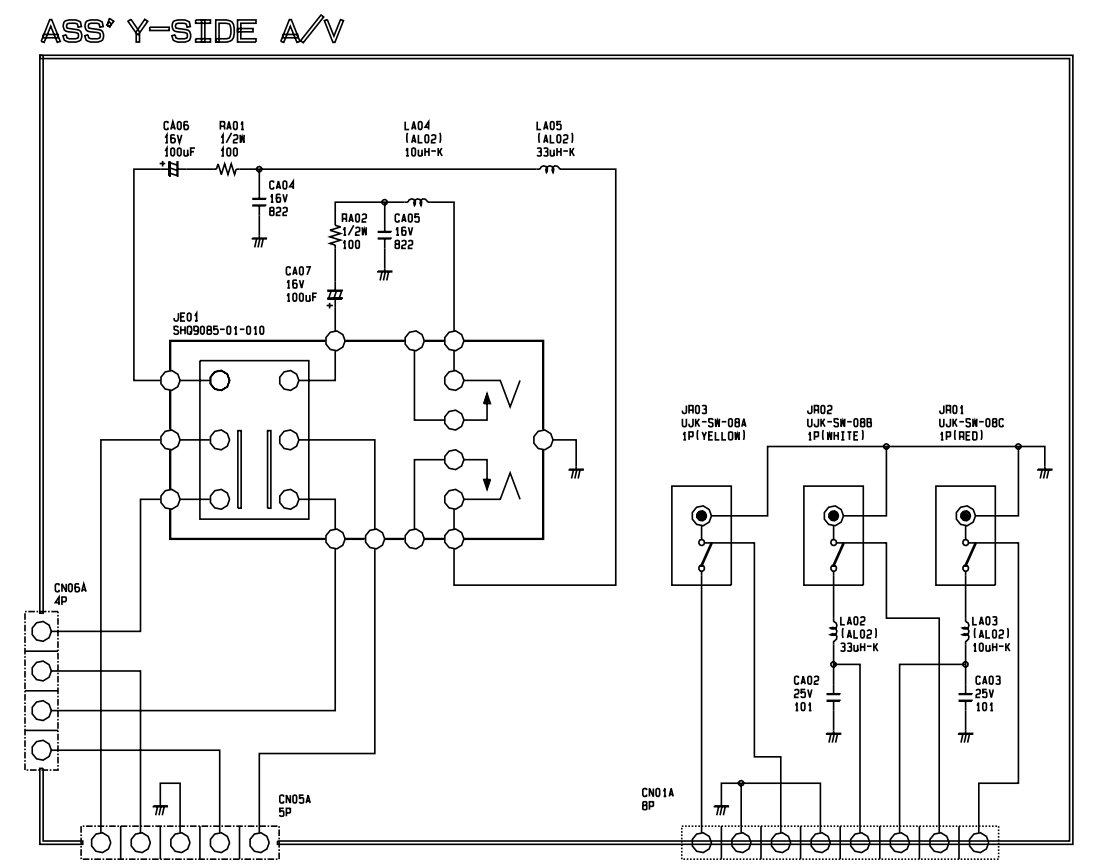 ASS' Y-SIDE A/V
CA06
16V
100uF
+
RA01
1/2W
100
LA04
(AL02)
10uH-K
LA05
(AL02)
33uH-K
CA04
16V
822
RA02
1/2W
100
CA05
16V
822
CA07
16V
100uF
+
JE01
SHQ9085-01-010
JA03
UJK-SW-08A
1P(YELLOW)
JA02
UJK-SW-08B
1P(WHITE)
JA01
UJK-SW-08C
1P(RED)
CN06A
4P
LA02
(AL02)
33uH-K
LA03
(AL02)
10uH-K
CA02
25V
101
CA03
25V
101
CN05A
5P
CN01A
8P